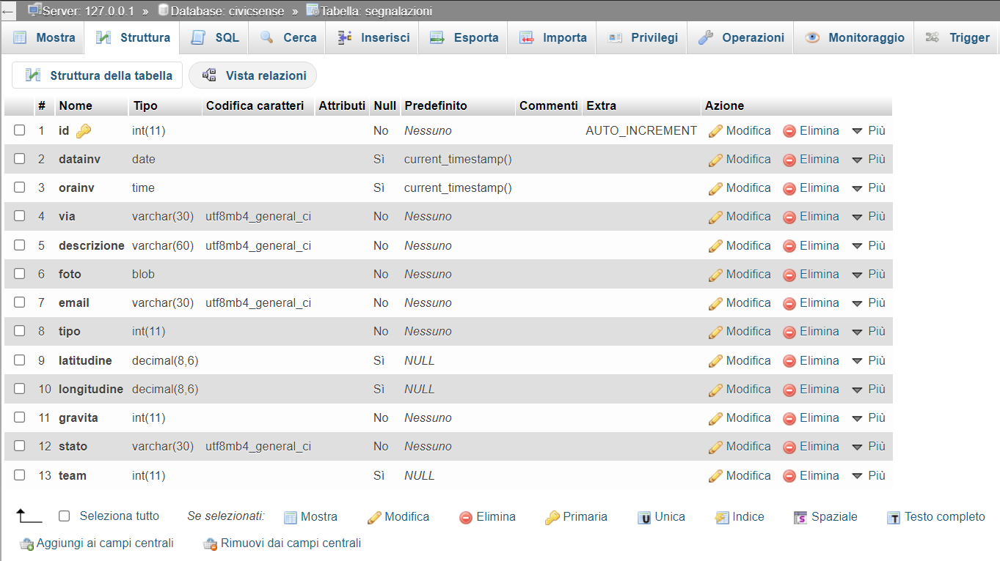 ← Server: 127.0.0.1 » Database: civicsense » Tabella: segnalazioni
Mostra Struttura SQL Cerca Inserisci Esporta Importa Privilegi Operazioni Monitoraggio Trigger
Struttura della tabella Vista relazioni
# Nome Tipo Codifica caratteri Attributi Null Predefinito Commenti Extra Azione
1 id int(11) No Nessuno AUTO_INCREMENT Modifica Elimina Più
2 datainv date Sì current_timestamp() Modifica Elimina Più
3 orainv time Sì current_timestamp() Modifica Elimina Più
4 via varchar(30) utf8mb4_general_ci No Nessuno Modifica Elimina Più
5 descrizione varchar(60) utf8mb4_general_ci No Nessuno Modifica Elimina Più
6 foto blob No Nessuno Modifica Elimina Più
7 email varchar(30) utf8mb4_general_ci No Nessuno Modifica Elimina Più
8 tipo int(11) No Nessuno Modifica Elimina Più
9 latitudine decimal(8,6) Sì NULL Modifica Elimina Più
10 longitudine decimal(8,6) Sì NULL Modifica Elimina Più
11 gravita int(11) No Nessuno Modifica Elimina Più
12 stato varchar(30) utf8mb4_general_ci No Nessuno Modifica Elimina Più
13 team int(11) Sì NULL Modifica Elimina Più
Seleziona tutto Se selezionati: Mostra Modifica Elimina Primaria Unica Indice Spaziale Testo completo
Aggiungi ai campi centrali Rimuovi dai campi centrali